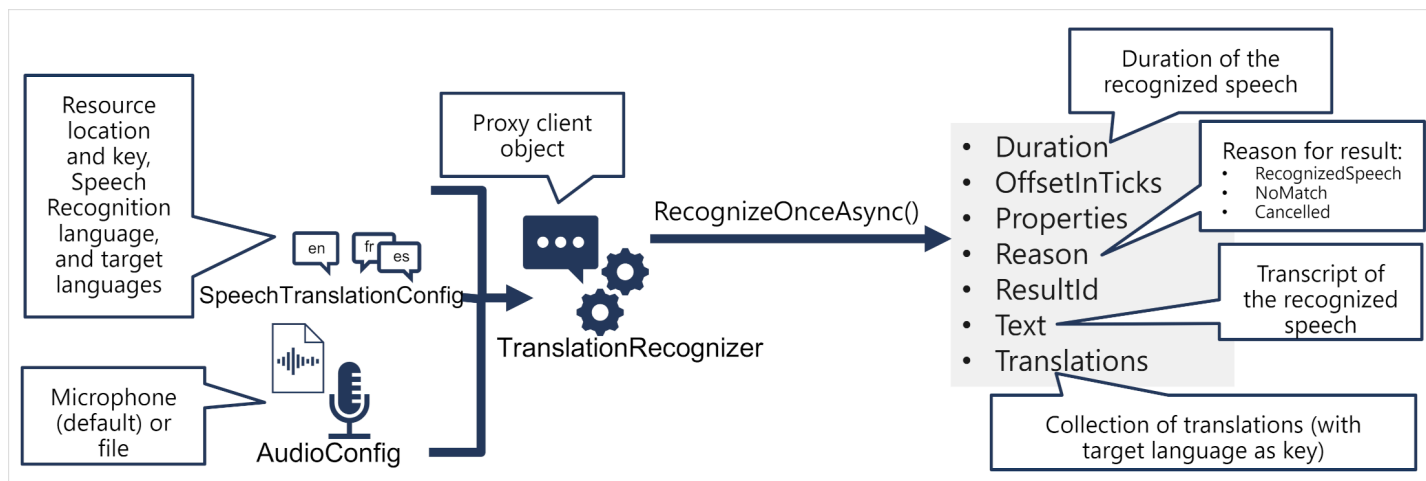 Resource
location
and key,
Speech
Recognition
language,
and target
languages
en
fr
es
SpeechTranslationConfig
Microphone
(default) or
file
AudioConfig
Proxy client
object
TranslationRecognizer
RecognizeOnceAsync()
• Duration
• OffsetInTicks
• Properties
• Reason
• ResultId
• Text
• Translations
Duration of the
recognized speech
Reason for result:
• RecognizedSpeech
• NoMatch
• Cancelled
Transcript of
the recognized
speech
Collection of translations (with
target language as key)